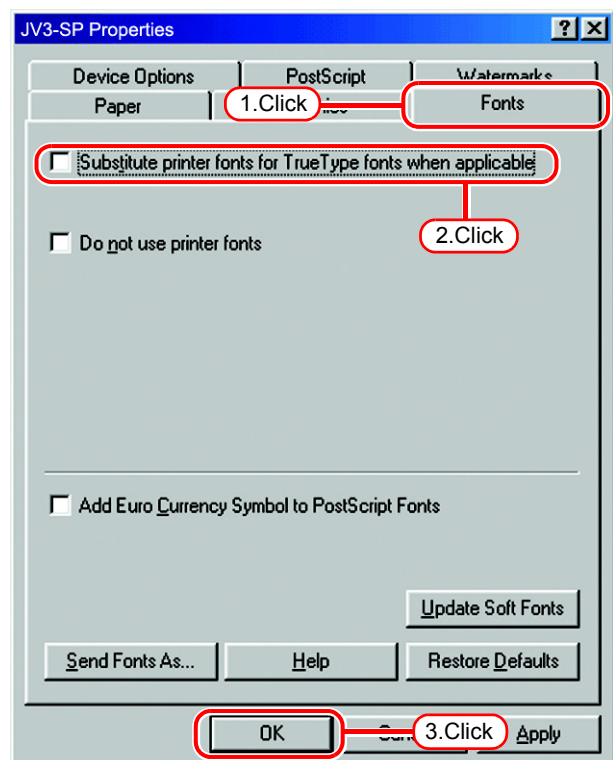 JV3-SP Properties
Device Options PostScript Watermarks
Paper 1.Click Fonts
Substitute printer fonts for TrueType fonts when applicable
2.Click
Do not use printer fonts
Add Euro Currency Symbol to PostScript Fonts
Update Soft Fonts
Send Fonts As... Help Restore Defaults
OK 3.Click Apply